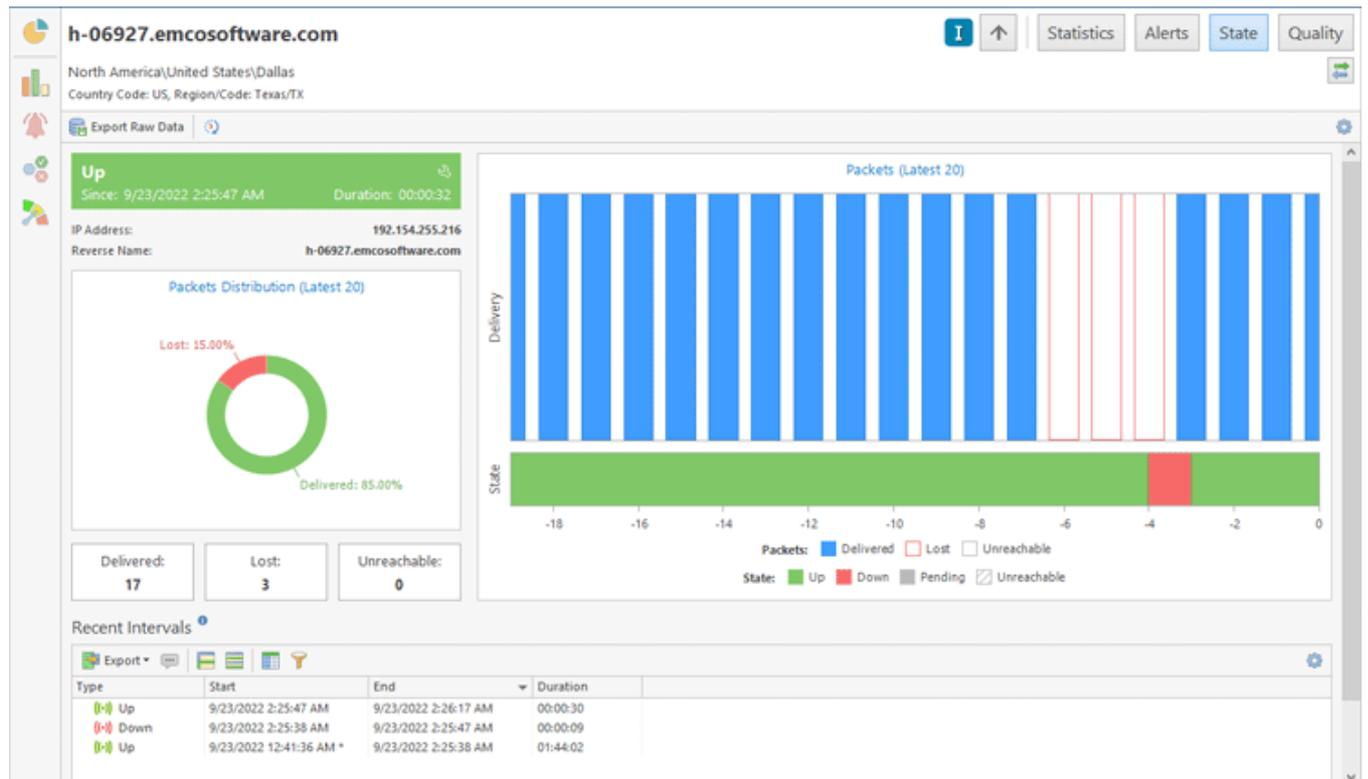 h-06927.emcosoftware.com
I Statistics Alerts State Quality
North America\United States\Dallas
Country Code: US, Region/Code: Texas/TX
Export Raw Data
Up
Since: 9/23/2022 2:25:47 AM Duration: 00:00:32
IP Address: 192.154.255.216
Reverse Name: h-06927.emcosoftware.com
Packets Distribution (Latest 20)
Lost: 15.00%
Delivered: 85.00%
Delivered: Lost: Unreachable:
17 3 0
Packets (Latest 20)
Delivery
State
-18 -16 -14 -12 -10 -8 -6 -4 -2 0
Packets: Delivered Lost Unreachable
State: Up Down Pending Unreachable
Recent Intervals
Export
Type Start End Duration
Up 9/23/2022 2:25:47 AM 9/23/2022 2:26:17 AM 00:00:30
Down 9/23/2022 2:25:38 AM 9/23/2022 2:25:47 AM 00:00:09
Up 9/23/2022 12:41:36 AM * 9/23/2022 2:25:38 AM 01:44:02